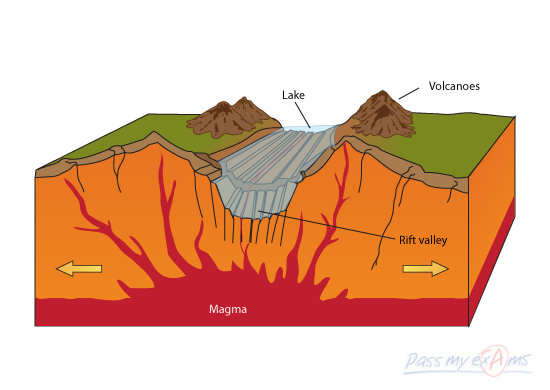 Volcanoes
Lake
Rift valley
Magma
Pass my exAms